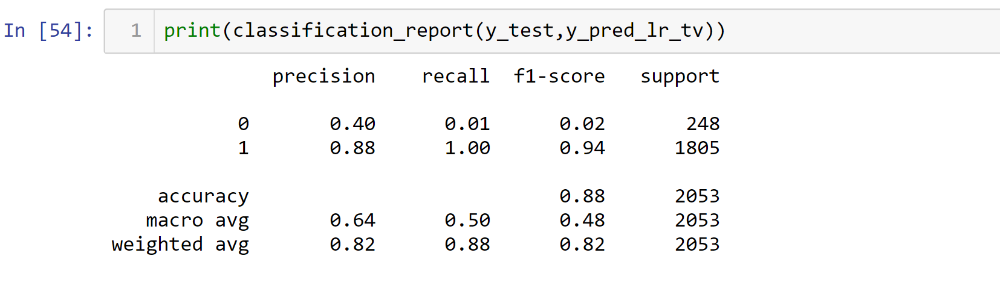 In [54]: 1 print(classification_report(y_test,y_pred_lr_tv))
precision recall f1-score support
0 0.40 0.01 0.02 248
1 0.88 1.00 0.94 1805
accuracy 0.88 2053
macro avg 0.64 0.50 0.48 2053
weighted avg 0.82 0.88 0.82 2053